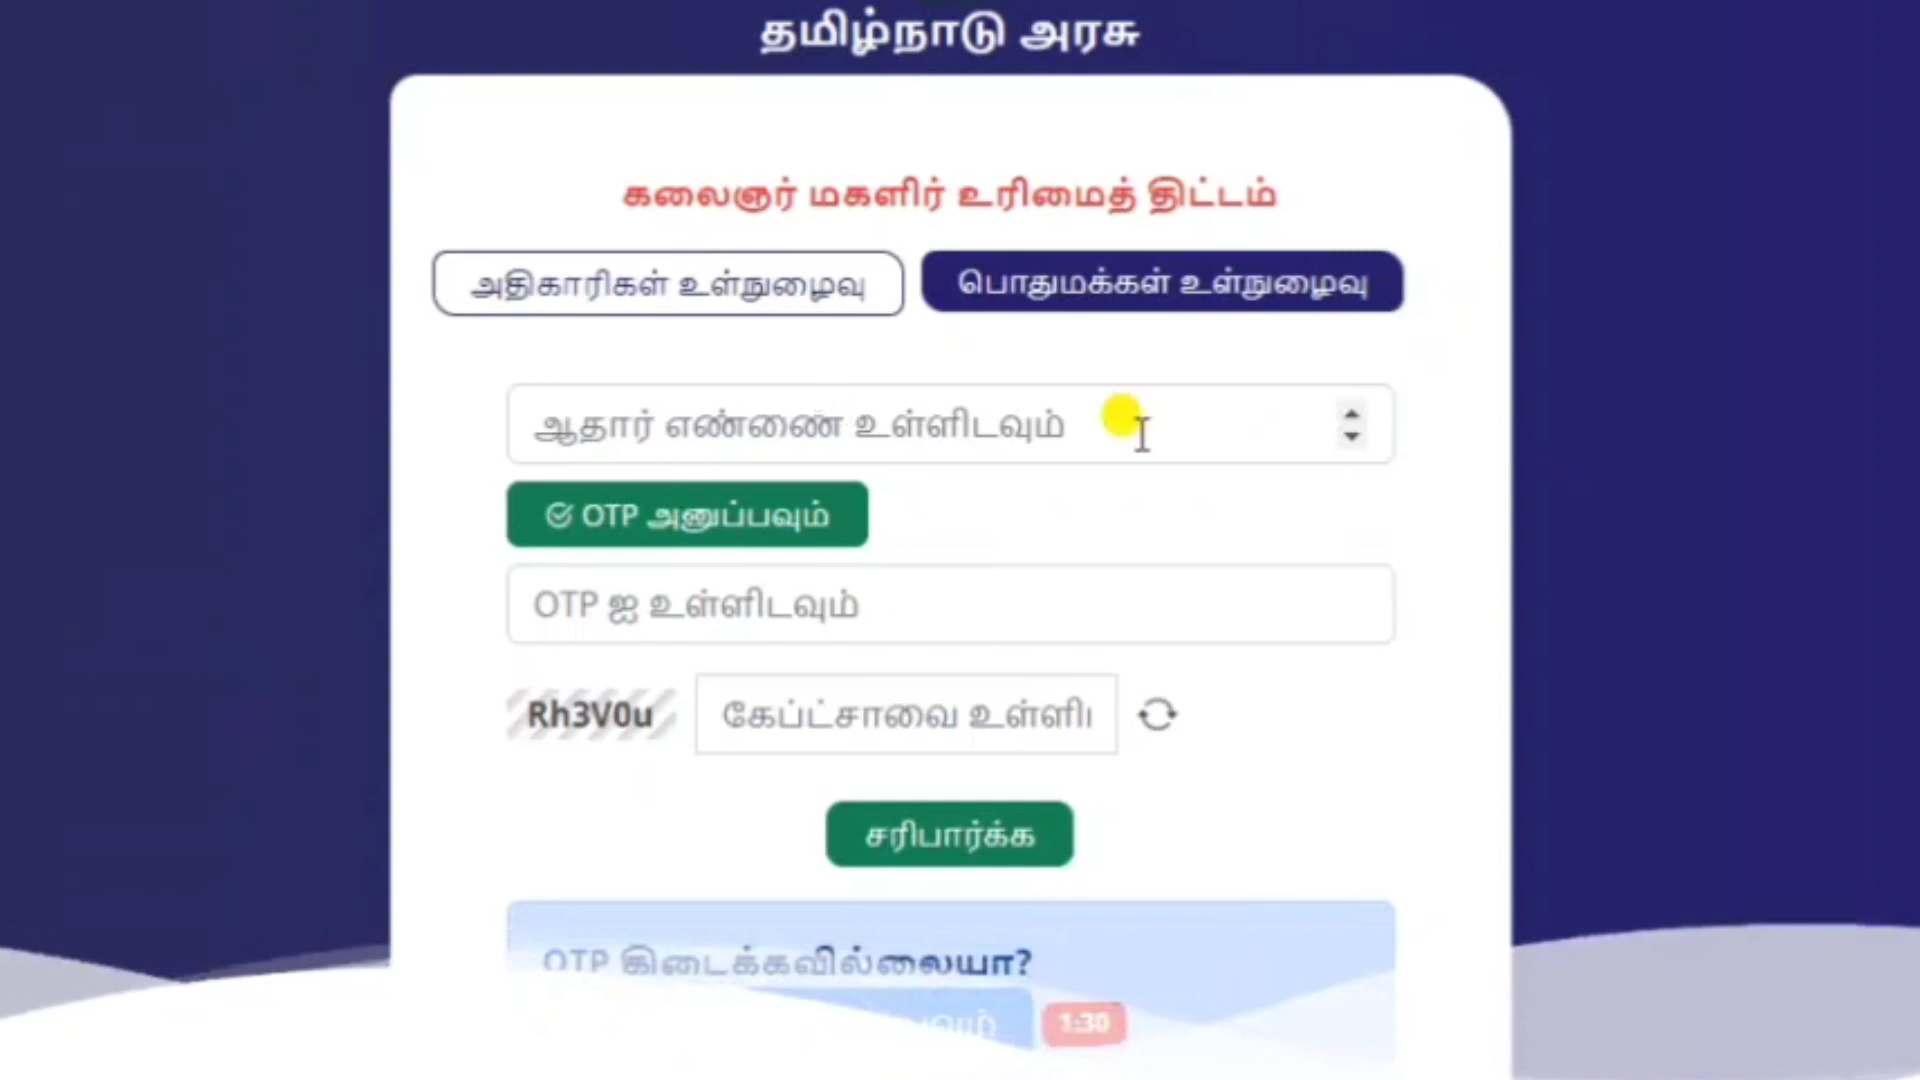 தமிழ்நாடு அரசு
கலைஞர் மகளிர் உரிமைத் திட்டம்
அதிகாரிகள் உள்நுழைவு
பொதுமக்கள் உள்நுழைவு
ஆதார் எண்ணை உள்ளிடவும்
OTP அனுப்பவும்
OTP ஐ உள்ளிடவும்
Rh3V0u
கேப்ட்சாவை உள்ளி
சரிபார்க்க
OTP கிடைக்கவில்லையா?
1:30